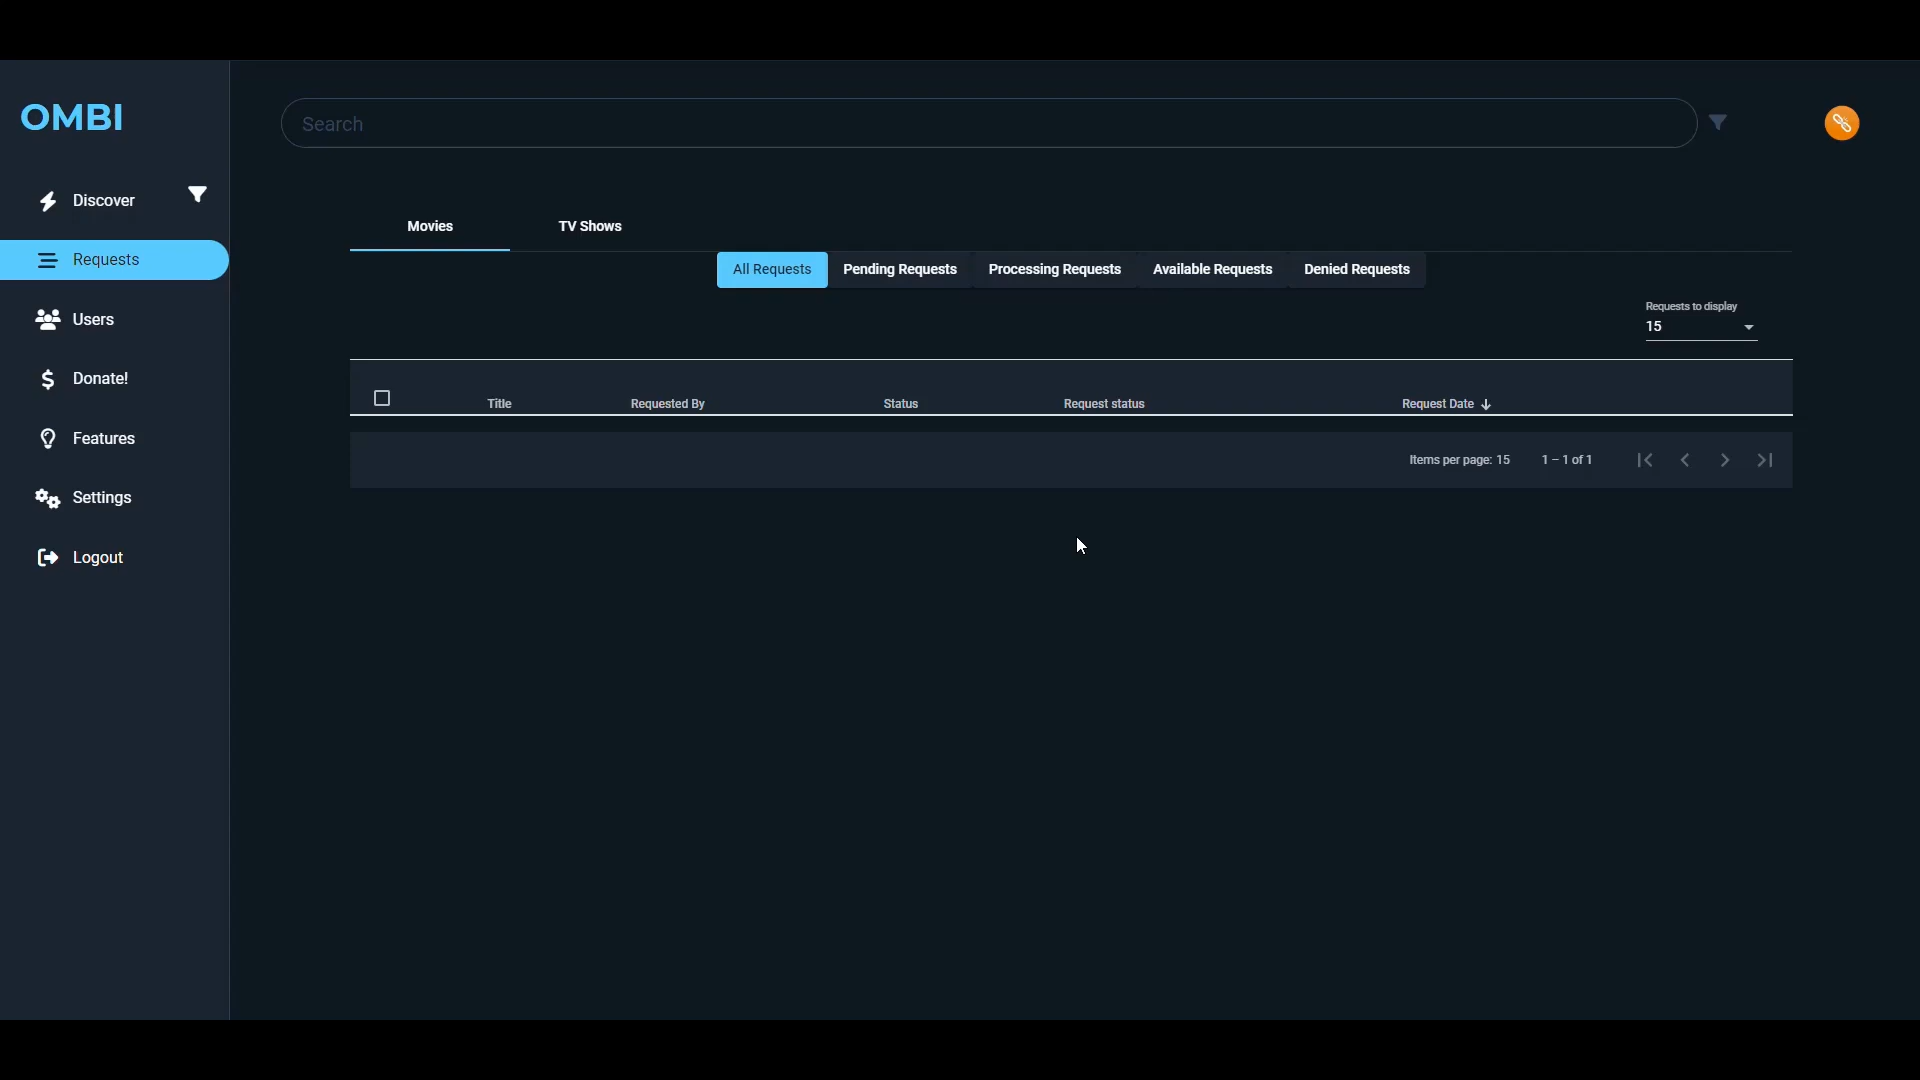 OMBI
Search
Discover
Requests
Users
Donate!
Features
Settings
Logout
Movies TV Shows
All Requests Pending Requests Processing Requests Available Requests Denied Requests
Requests to display
15
Title Requested By Status Request status Request Date
Items per page: 15 1 – 1 of 1